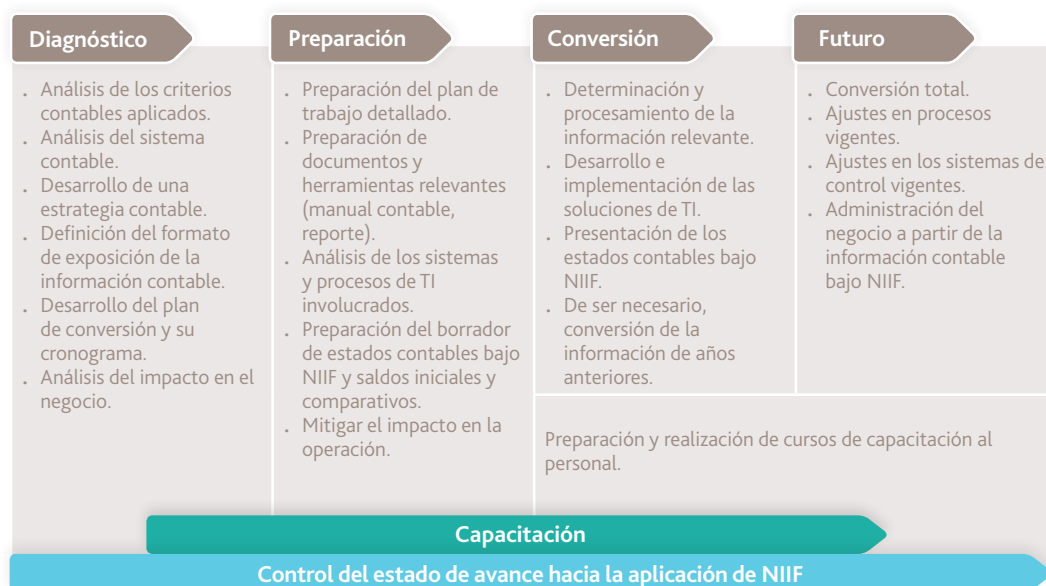 Diagnóstico
. Análisis de los criterios
contables aplicados.
. Análisis del sistema
contable.
. Desarrollo de una
estrategia contable.
. Definición del formato
de exposición de la
información contable.
. Desarrollo del plan
de conversión y su
cronograma.
. Análisis del impacto en el
negocio.
Preparación
. Preparación del plan de
trabajo detallado.
. Preparación de
documentos y
herramientas relevantes
(manual contable,
reporte).
. Análisis de los sistemas
y procesos de TI
involucrados.
. Preparación del borrador
de estados contables bajo
NIIF y saldos iniciales y
comparativos.
. Mitigar el impacto en la
operación.
Conversión
. Determinación y
procesamiento de la
información relevante.
. Desarrollo e
implementación de las
soluciones de TI.
. Presentación de los
estados contables bajo
NIIF.
. De ser necesario,
conversión de la
información de años
anteriores.
Futuro
. Conversión total.
. Ajustes en procesos
vigentes.
. Ajustes en los sistemas de
control vigentes.
. Administración del
negocio a partir de la
información contable
bajo NIIF.
Preparación y realización de cursos de capacitación al
personal.
Capacitación
Control del estado de avance hacia la aplicación de NIIF